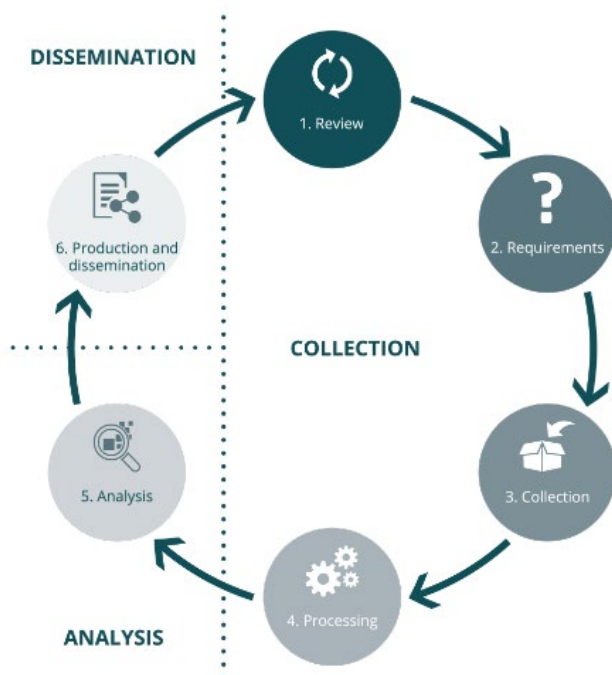 DISSEMINATION
1. Review
?
2. Requirements
6. Production and
dissemination
COLLECTION
3. Collection
5. Analysis
4. Processing
ANALYSIS